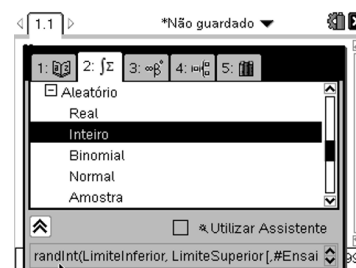 1.1 *Não guardado
1: 2: ∫Σ 3: ∞β° 4: 5:
Aleatório
Real
Inteiro
Binomial
Normal
Amostra
Utilizar Assistente
randInt(LimiteInferior, LimiteSuperior[,#Ensai